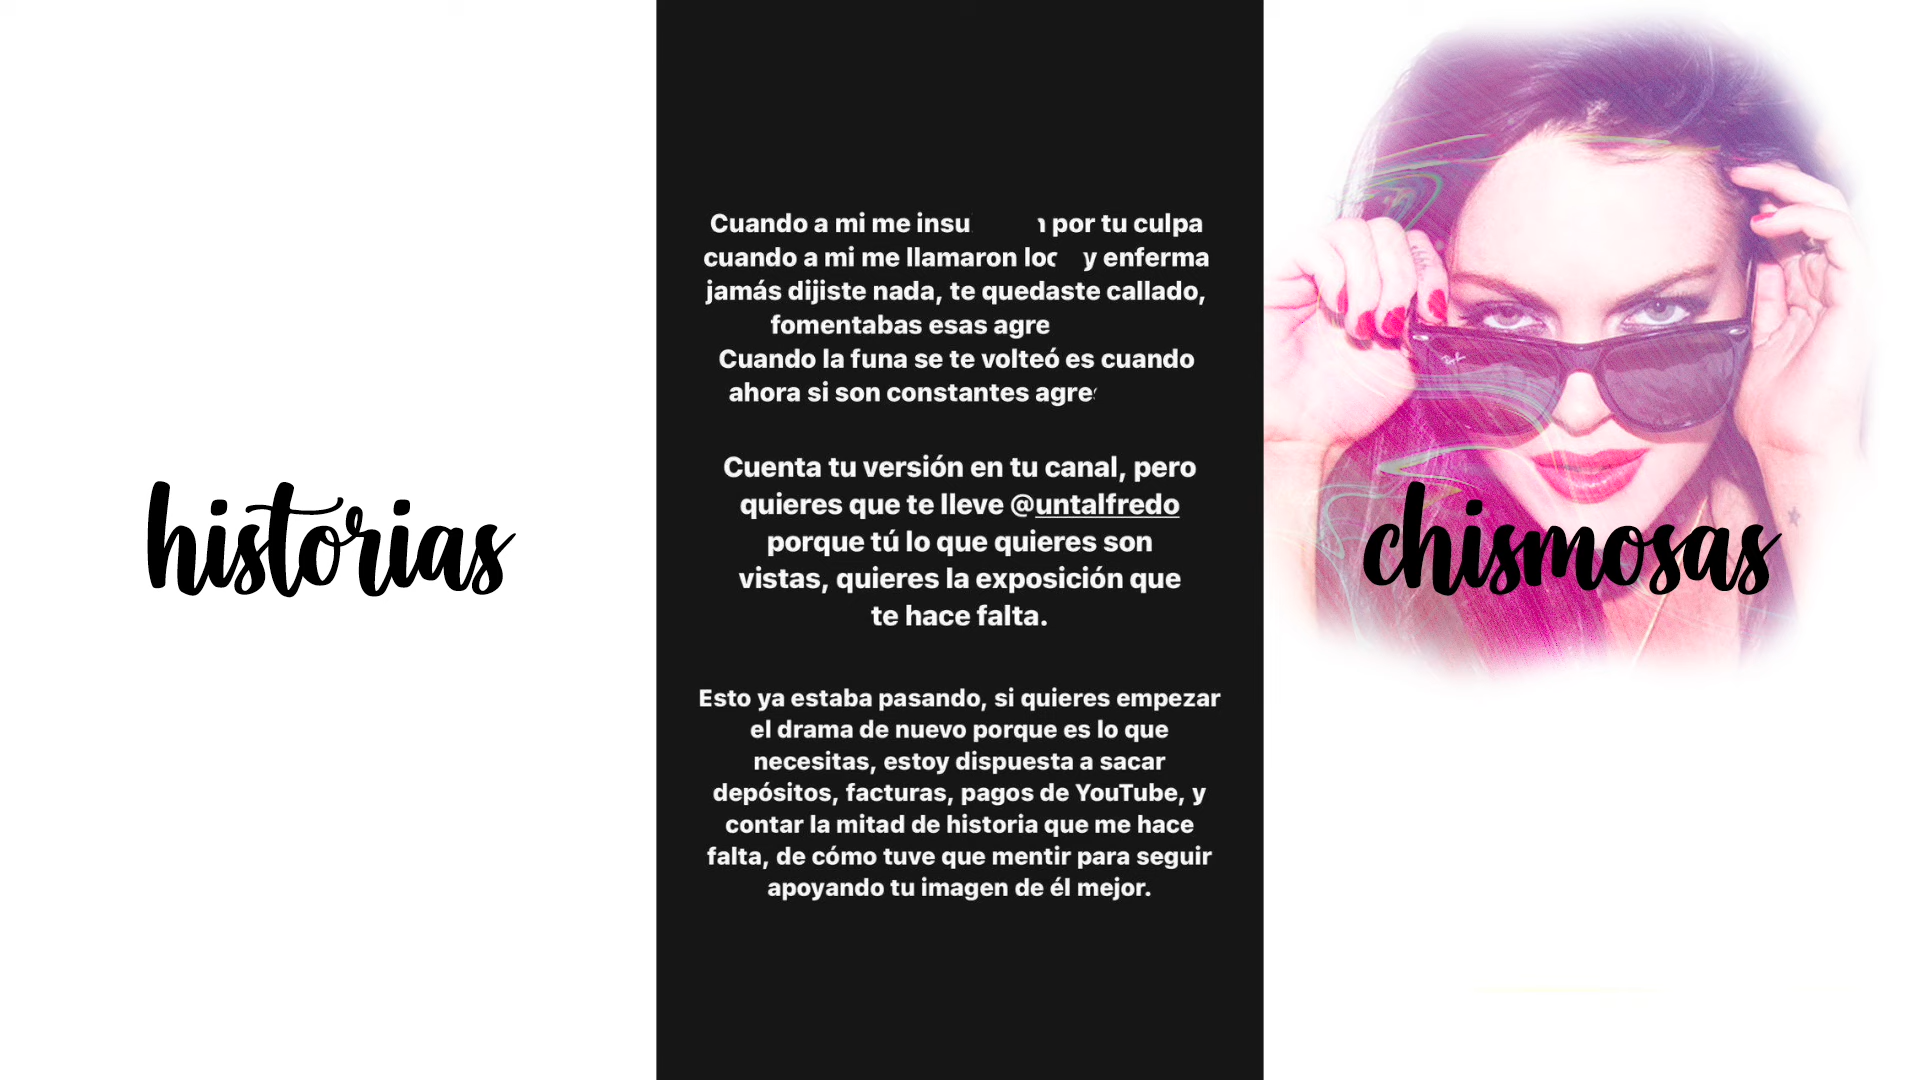 historias
Cuando a mi me por tu culpa
cuando a mi me llamaron y enferma
jamás dijiste nada, te quedaste callado,
fomentabas esas
Cuando la funa se te volteó es cuando
ahora si son constantes
Cuenta tu versión en tu canal, pero
quieres que te lleve @untalfredo
porque tú lo que quieres son
vistas, quieres la exposición que
te hace falta.
Esto ya estaba pasando, si quieres empezar
el drama de nuevo porque es lo que
necesitas, estoy dispuesta a sacar
depósitos, facturas, pagos de YouTube, y
contar la mitad de historia que me hace
falta, de cómo tuve que mentir para seguir
apoyando tu imagen de él mejor.
chismosas
Ray-Ban